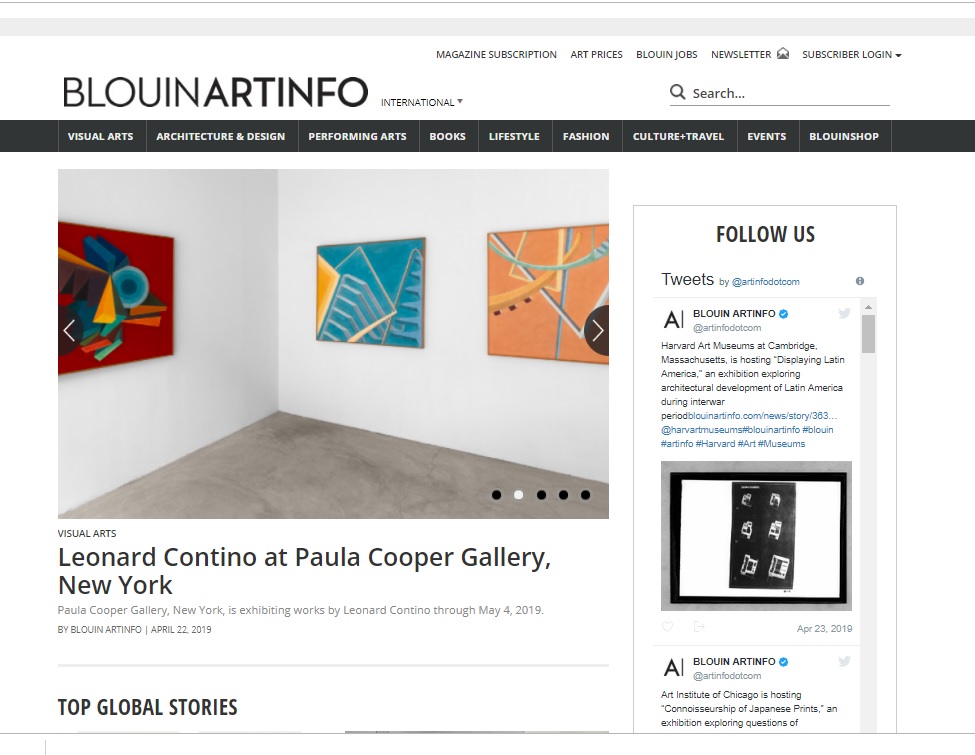 MAGAZINE SUBSCRIPTION ART PRICES BLOUIN JOBS NEWSLETTER SUBSCRIBER LOGIN
BLOUINARTINFO INTERNATIONAL
Search...
VISUAL ARTS ARCHITECTURE & DESIGN PERFORMING ARTS BOOKS LIFESTYLE FASHION CULTURE+TRAVEL EVENTS BLOUINSHOP
VISUAL ARTS
Leonard Contino at Paula Cooper Gallery,
New York
Paula Cooper Gallery, New York, is exhibiting works by Leonard Contino through May 4, 2019.
BY BLOUIN ARTINFO | APRIL 22, 2019
TOP GLOBAL STORIES
FOLLOW US
Tweets by @artinfodotcom
AI BLOUIN ARTINFO
@artinfodotcom
Harvard Art Museums at Cambridge,
Massachusetts, is hosting “Displaying Latin
America,” an exhibition exploring
architectural development of Latin America
during interwar
periodblouinartinfo.com/news/story/363…
@harvartmuseums#blouinartinfo #blouin
#artinfo #Harvard #Art #Museums
Apr 23, 2019
AI BLOUIN ARTINFO
@artinfodotcom
Art Institute of Chicago is hosting
“Connoisseurship of Japanese Prints,” an
exhibition exploring questions of